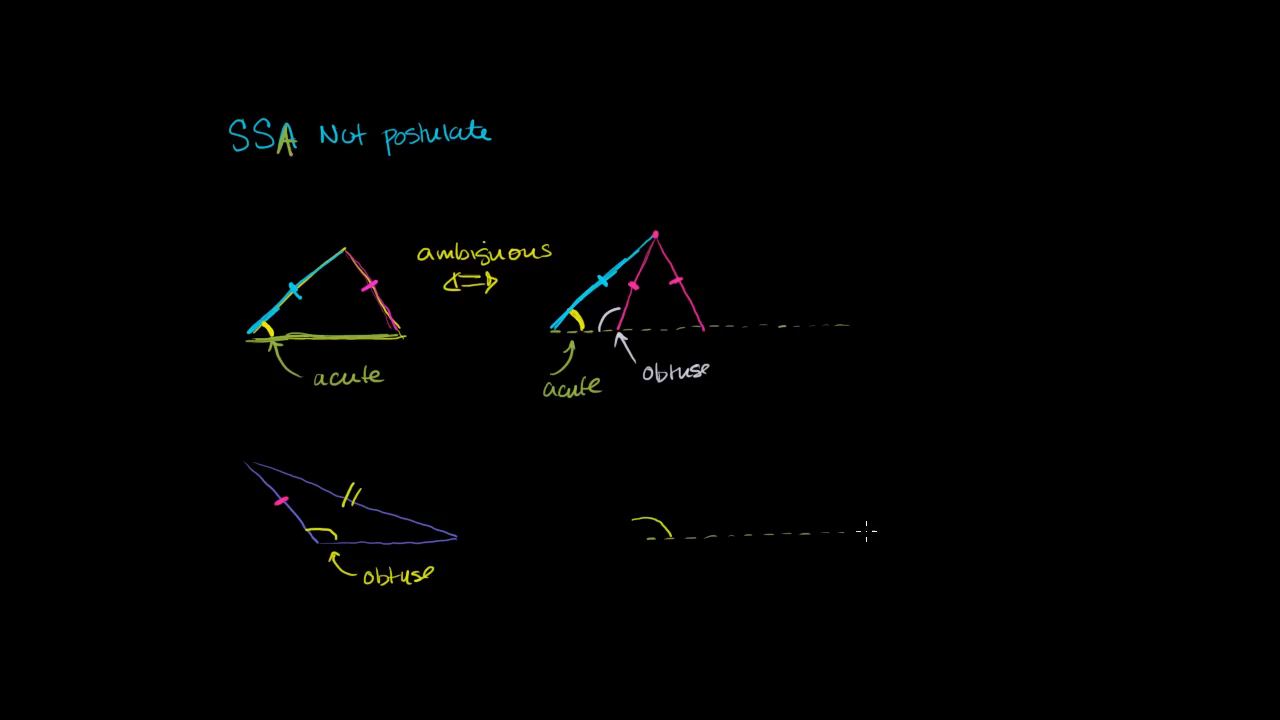 SSA Not postulate
ambiguous
acute
acute
obtuse
obtuse